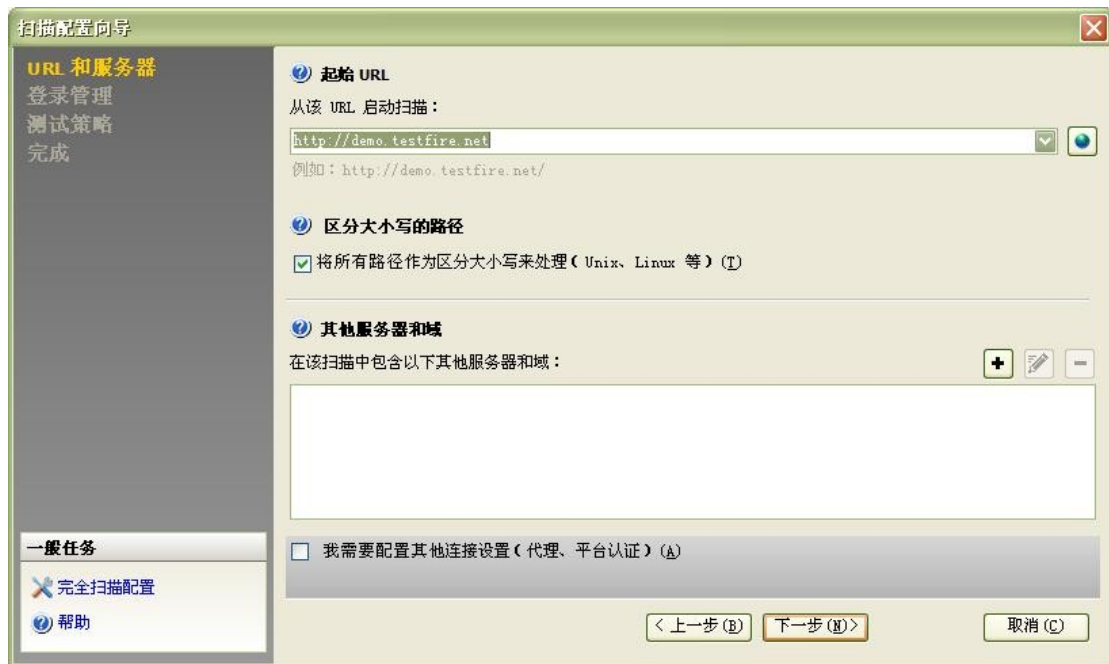 扫描配置向导
URL 和服务器
登录管理
测试策略
完成
起始 URL
从该 URL 启动扫描：
http://demo.testfire.net
例如：http://demo.testfire.net/
区分大小写的路径
将所有路径作为区分大小写来处理(Unix、Linux 等)(T)
其他服务器和域
在该扫描中包含以下其他服务器和域：
我需要配置其他连接设置(代理、平台认证)(A)
一般任务
完全扫描配置
帮助
< 上一步(B)
下一步(N)>
取消(C)